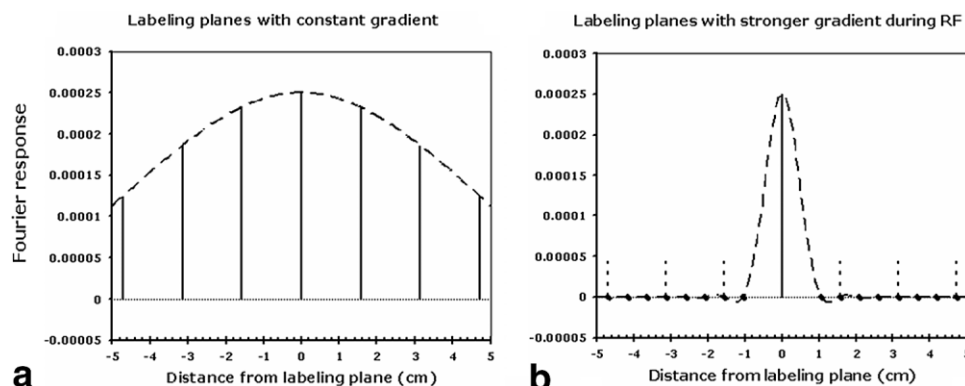 Labeling planes with constant gradient
0.0003
0.00025
0.0002
0.00015
0.0001
0.00005
0
-0.00005
Fourier response
-5 -4 -3 -2 -1 0 1 2 3 4 5
Distance from labeling plane (cm)
a
Labeling planes with stronger gradient during RF
0.0003
0.00025
0.0002
0.00015
0.0001
0.00005
0
-0.00005
-5 -4 -3 -2 -1 0 1 2 3 4 5
Distance from labeling plane (cm)
b